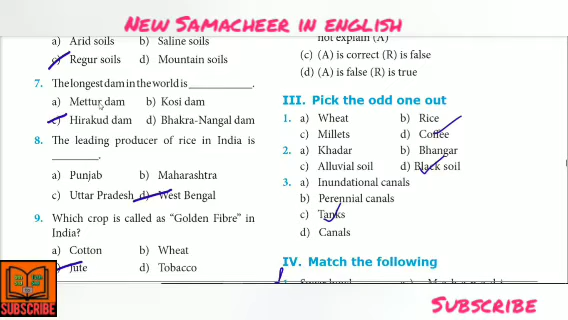 New Samacheer in english
a) Arid soils b) Saline soils
c) Regur soils d) Mountain soils
7. The longest dam in the world is ____________.
a) Mettur dam b) Kosi dam
c) Hirakud dam d) Bhakra-Nangal dam
8. The leading producer of rice in India is
________.
a) Punjab b) Maharashtra
c) Uttar Pradesh d) West Bengal
9. Which crop is called as “Golden Fibre” in
India?
a) Cotton b) Wheat
Jute d) Tobacco
not explain (A)
(c) (A) is correct (R) is false
(d) (A) is false (R) is true
III. Pick the odd one out
1. a) Wheat b) Rice
c) Millets d) Coffee
2. a) Khadar b) Bhangar
c) Alluvial soil d) Black soil
3. a) Inundational canals
b) Perennial canals
c) Tanks
d) Canals
IV. Match the following
SUBSCRIBE
Subscribe